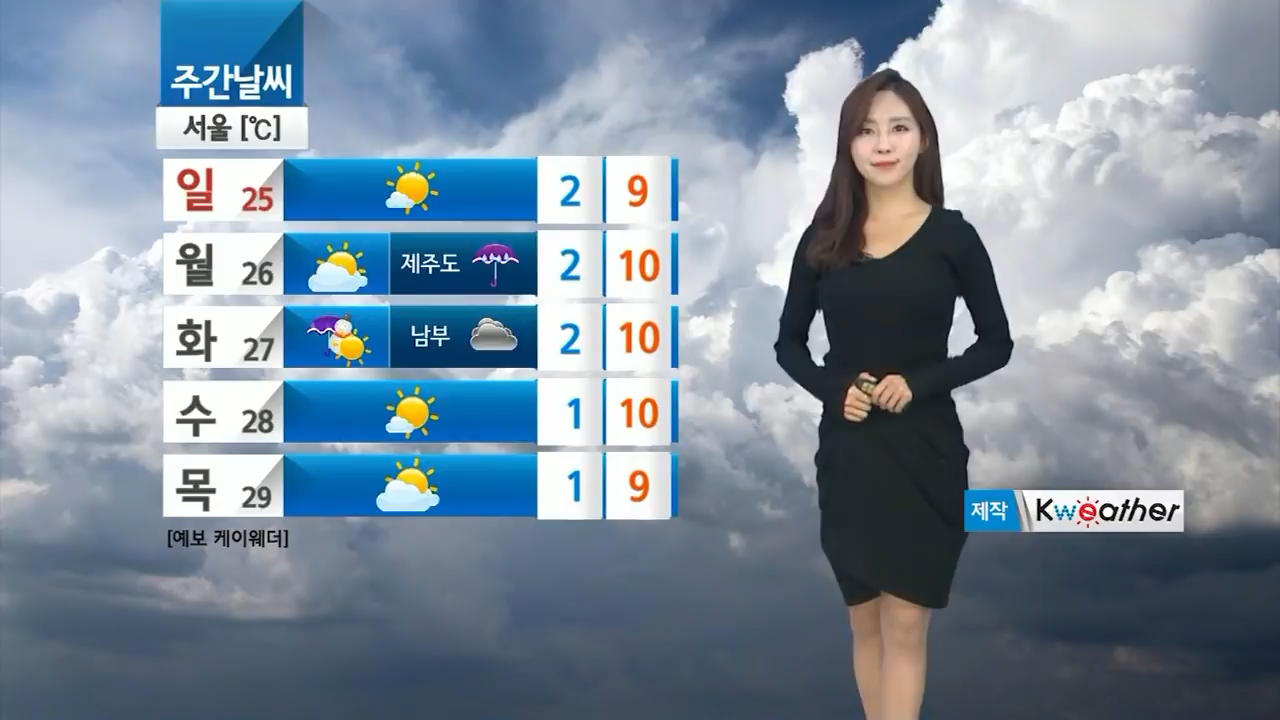 주간날씨
서울 [℃]
일 25 2 9
월 26 제주도 2 10
화 27 남부 2 10
수 28 1 10
목 29 1 9
[예보 케이웨더]
제작 Kweather